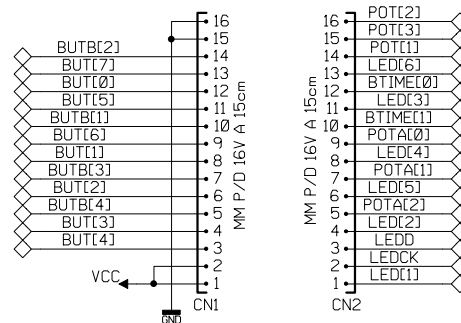 16
15
BUTB[2] 14
BUT[7] 13
BUT[0] 12
BUT[5] 11
BUTB[1] 10
BUT[6] 9
BUT[1] 8
BUTB[3] 7
BUT[2] 6
BUTB[4] 5
BUT[3] 4
BUT[4] 3
2
VCC 1
GND
CN1
MM P/D 16V A 15cm
POT[2] 16
POT[3] 15
POT[1] 14
LED[6] 13
BTIME[0] 12
LED[3] 11
BTIME[1] 10
POTA[0] 9
LED[4] 8
POTA[1] 7
LED[5] 6
POTA[2] 5
LED[2] 4
LEDD 3
LEDCK 2
LED[1] 1
CN2
MM P/D 16V A 15cm